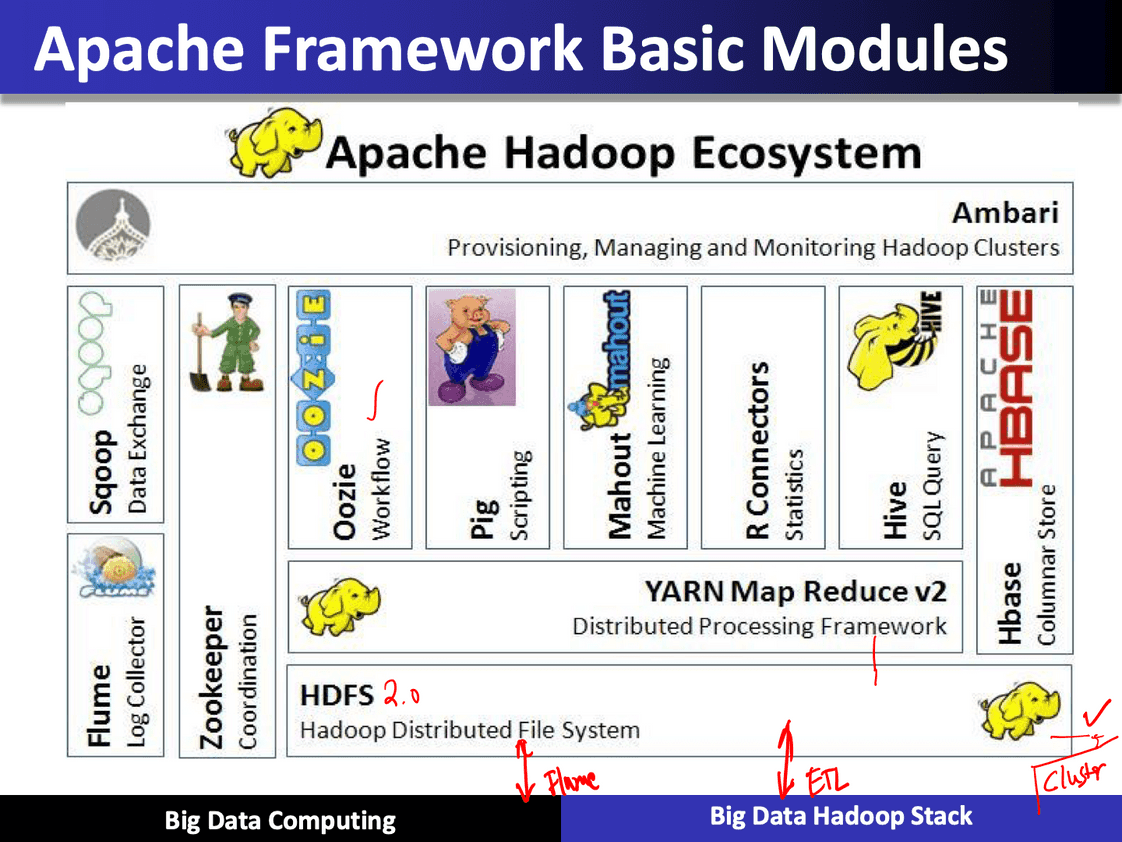 Apache Framework Basic Modules
Apache Hadoop Ecosystem
Ambari
Provisioning, Managing and Monitoring Hadoop Clusters
sqoop
Sqoop
Data Exchange
FLUME
Flume
Log Collector
Zookeeper
Coordination
OOZIE
Oozie
Workflow
Pig
Scripting
mahout
Mahout
Machine Learning
R Connectors
Statistics
HIVE
Hive
SQL Query
APACHE
HBASE
Hbase
Columnar Store
YARN Map Reduce v2
Distributed Processing Framework
HDFS 2.0
Hadoop Distributed File System
Flume
ETL
Cluster
Big Data Computing
Big Data Hadoop Stack